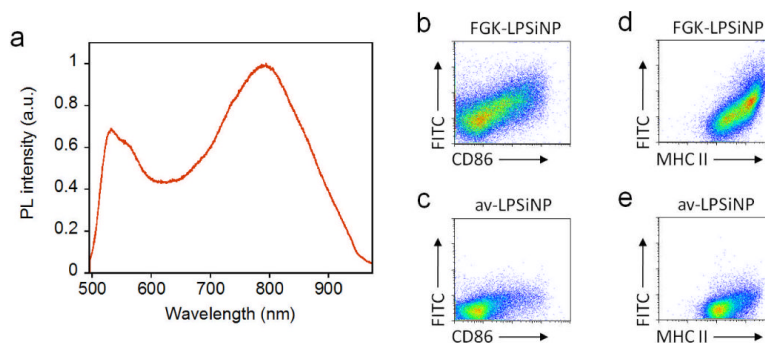 a
PL intensity (a.u.)
1
0.8
0.6
0.4
0.2
0
500 600 700 800 900
Wavelength (nm)
b
FGK-LPSiNP
FITC
CD86
c
av-LPSiNP
FITC
CD86
d
FGK-LPSiNP
FITC
MHC II
e
av-LPSiNP
FITC
MHC II